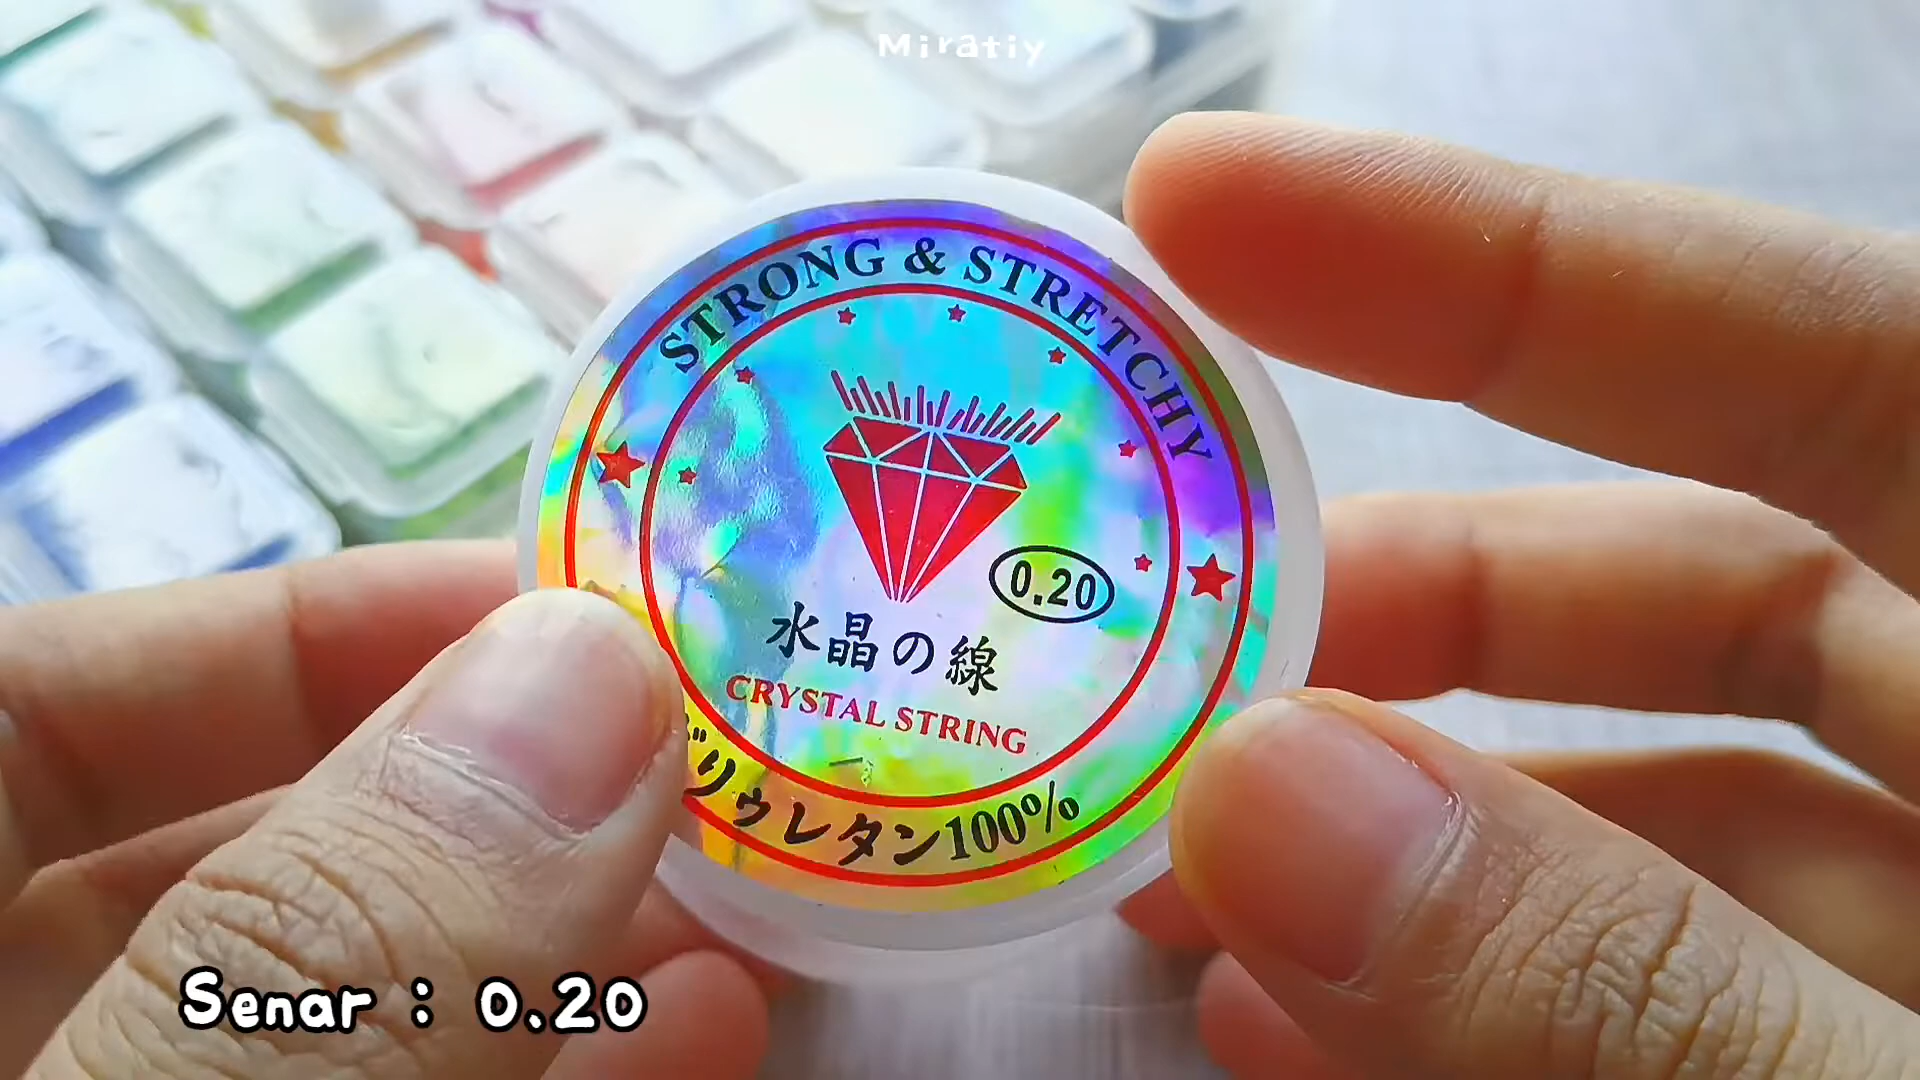 Miratiy
STRONG & STRETCHY
0.20
水晶の線
CRYSTAL STRING
リゥレタン100%
Senar : 0.20